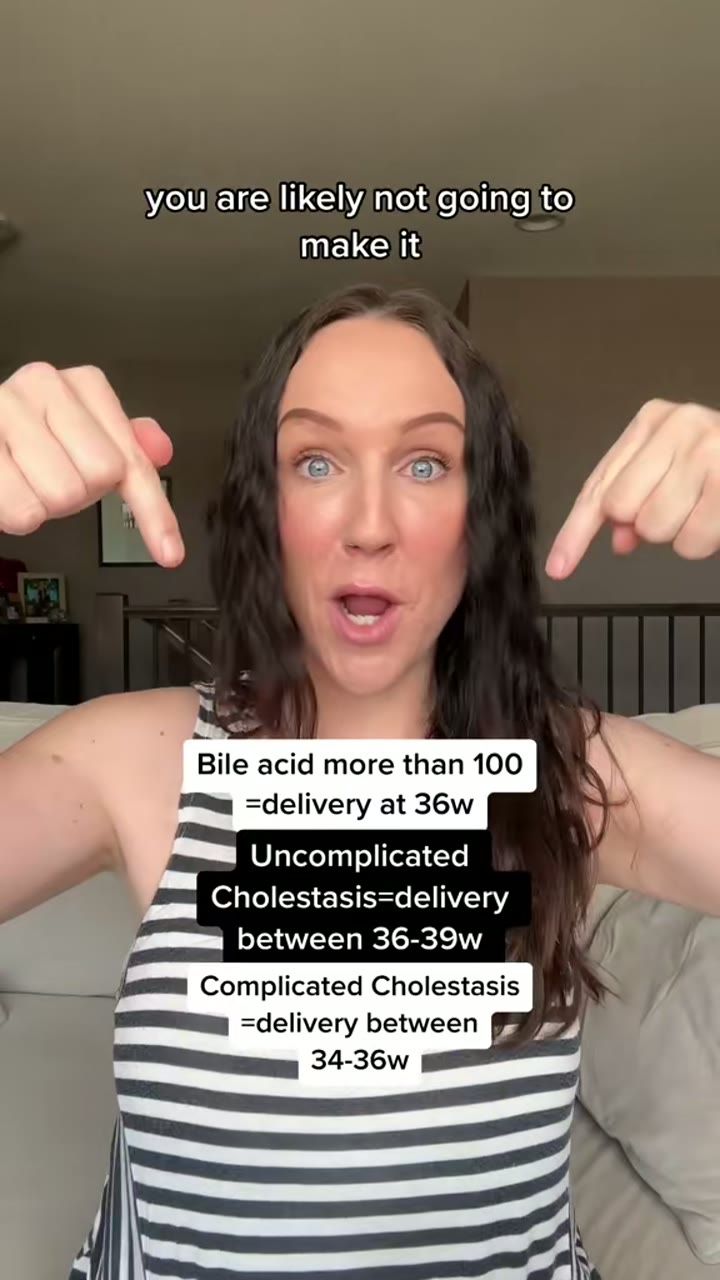 you are likely not going to
make it
Bile acid more than 100
=delivery at 36w
Uncomplicated
Cholestasis=delivery
between 36-39w
Complicated Cholestasis
=delivery between
34-36w